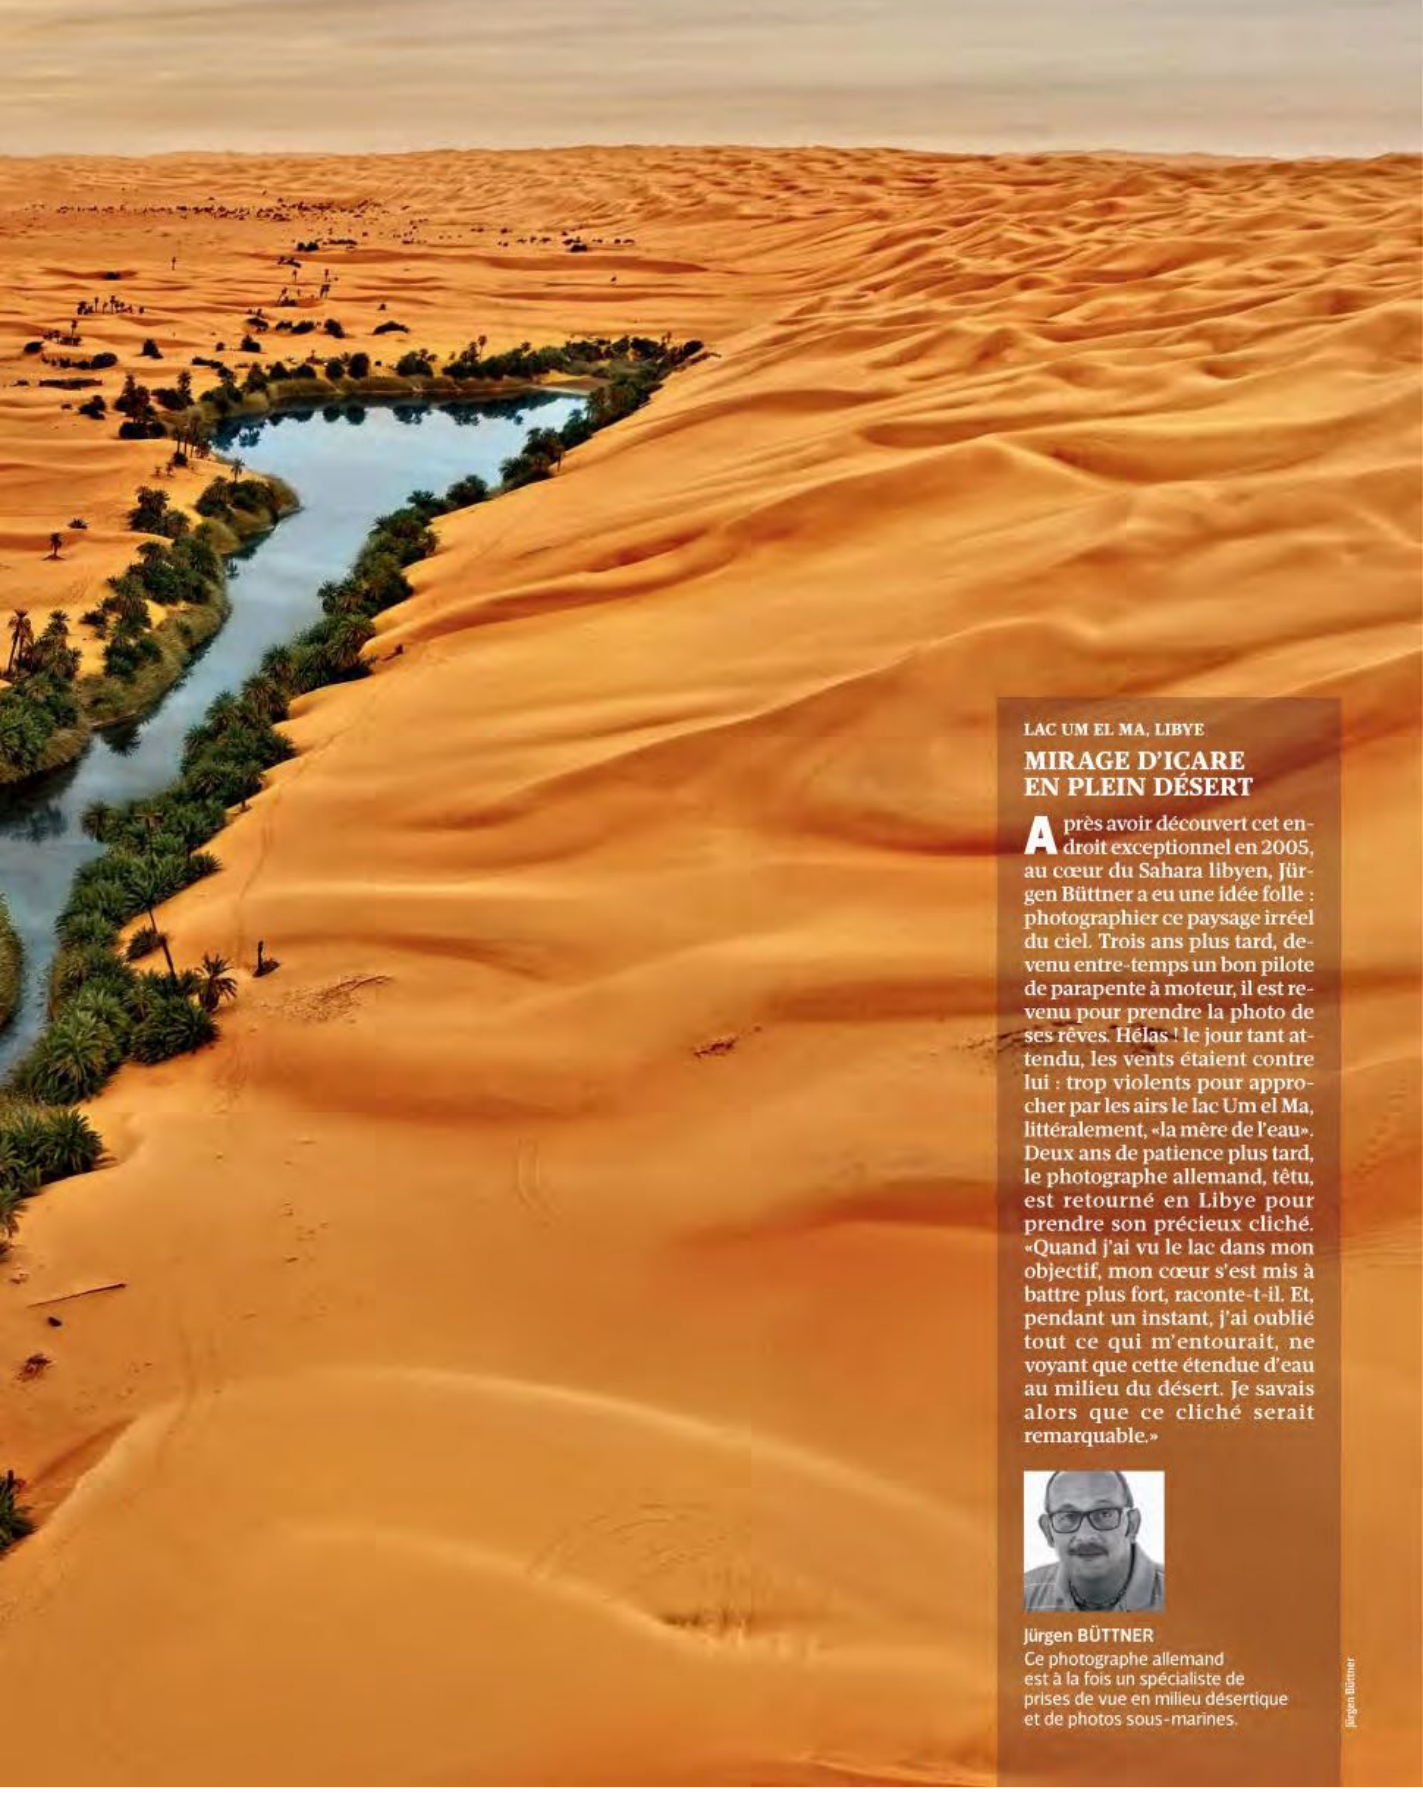 LAC UM EL MA, LIBYE
MIRAGE D'ICARE
EN PLEIN DÉSERT
Après avoir découvert cet en-
droit exceptionnel en 2005,
au cœur du Sahara libyen, Jür-
gen Büttner a eu une idée folle :
photographier ce paysage irréel
du ciel. Trois ans plus tard, de-
venu entre-temps un bon pilote
de parapente à moteur, il est re-
venu pour prendre la photo de
ses rêves. Hélas ! le jour tant at-
tendu, les vents étaient contre
lui : trop violents pour appro-
cher par les airs le lac Um el Ma,
littéralement, «la mère de l'eau».
Deux ans de patience plus tard,
le photographe allemand, têtu,
est retourné en Libye pour
prendre son précieux cliché.
«Quand j'ai vu le lac dans mon
objectif, mon cœur s'est mis à
battre plus fort, raconte-t-il. Et,
pendant un instant, j'ai oublié
tout ce qui m'entourait, ne
voyant que cette étendue d'eau
au milieu du désert. Je savais
alors que ce cliché serait
remarquable.»
Jürgen BÜTTNER
Ce photographe allemand
est à la fois un spécialiste de
prises de vue en milieu désertique
et de photos sous-marines.
Jürgen Büttner